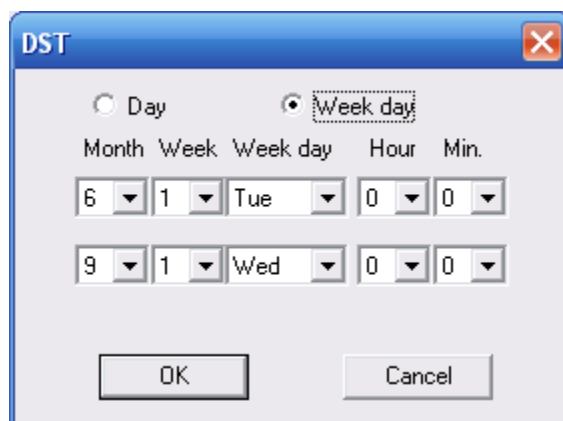 DST
Day Week day
Month Week Week day Hour Min.
6 1 Tue 0 0
9 1 Wed 0 0
OK Cancel